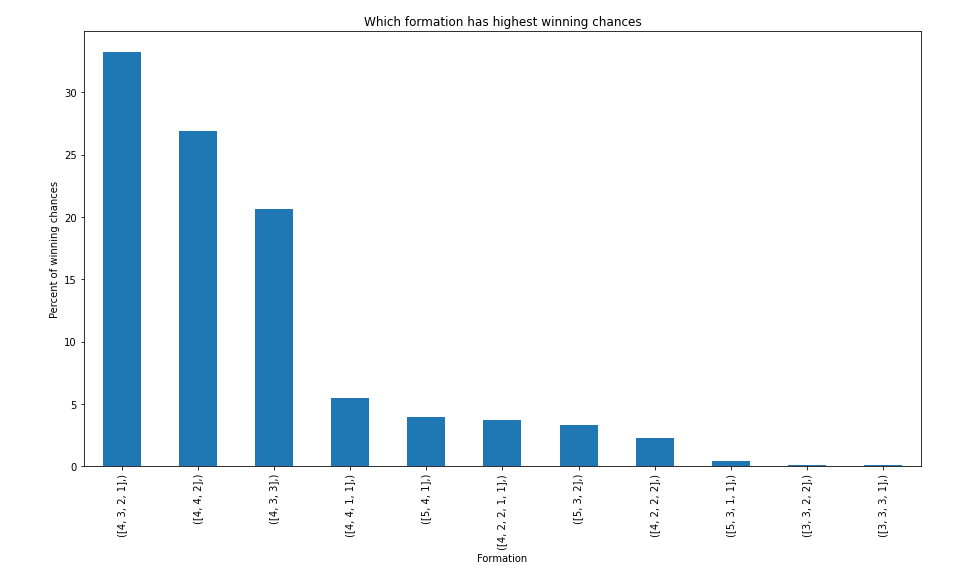 Which formation has highest winning chances
Percent of winning chances
30
25
20
15
10
5
0
([4, 3, 2, 1],)
([4, 4, 2],)
([4, 3, 3],)
([4, 4, 1, 1],)
([5, 4, 1],)
([4, 2, 2, 1, 1],)
([5, 3, 2],)
([4, 2, 2, 2],)
([5, 3, 1, 1],)
([3, 3, 2, 2],)
([3, 3, 3, 1],)
Formation